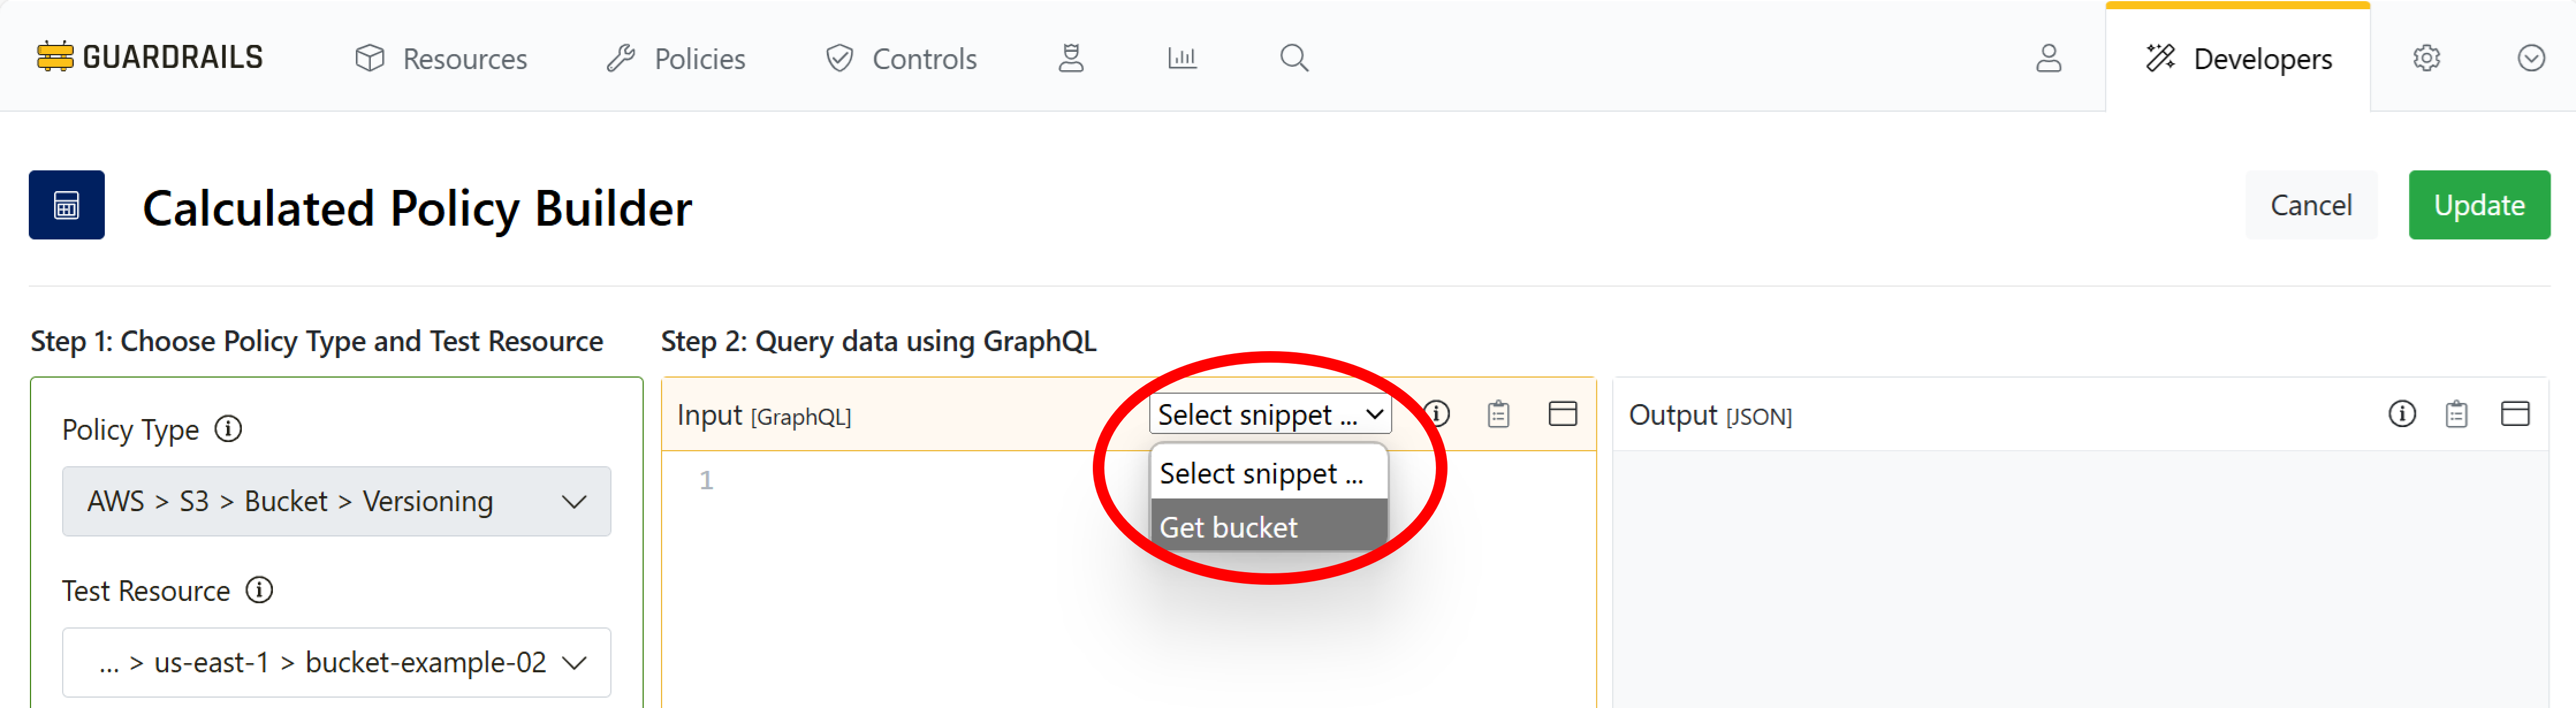 GUARDRAILS Resources Policies Controls Developers
Calculated Policy Builder Cancel Update
Step 1: Choose Policy Type and Test Resource
Policy Type
AWS > S3 > Bucket > Versioning
Test Resource
... > us-east-1 > bucket-example-02
Step 2: Query data using GraphQL
Input [GraphQL] Select snippet ...
Select snippet ...
Get bucket
1
Output [JSON]